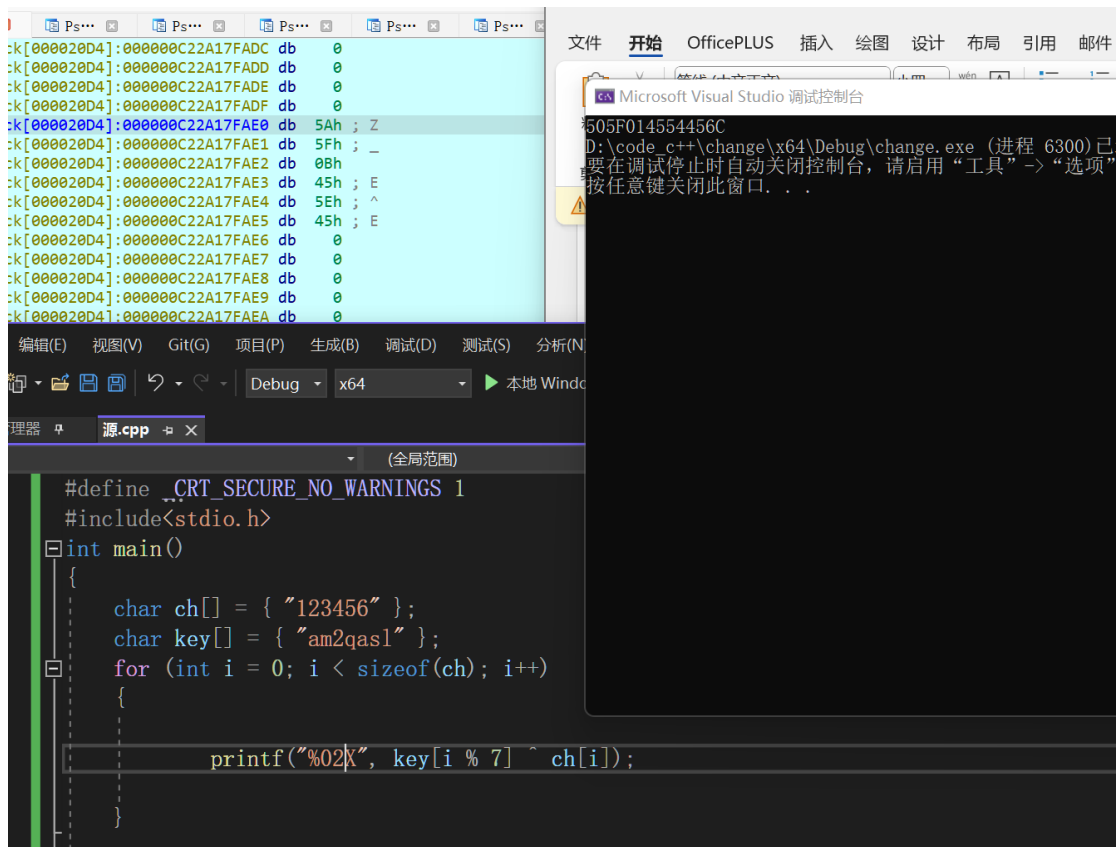 Ps··· Ps··· Ps··· Ps··· Ps···
ck[000020D4]:000000C22A17FADC db 0
ck[000020D4]:000000C22A17FADD db 0
ck[000020D4]:000000C22A17FADE db 0
ck[000020D4]:000000C22A17FADF db 0
ck[000020D4]:000000C22A17FAE0 db 5Ah ; Z
ck[000020D4]:000000C22A17FAE1 db 5Fh ; _
ck[000020D4]:000000C22A17FAE2 db 0Bh
ck[000020D4]:000000C22A17FAE3 db 45h ; E
ck[000020D4]:000000C22A17FAE4 db 5Eh ; ^
ck[000020D4]:000000C22A17FAE5 db 45h ; E
ck[000020D4]:000000C22A17FAE6 db 0
ck[000020D4]:000000C22A17FAE7 db 0
ck[000020D4]:000000C22A17FAE8 db 0
ck[000020D4]:000000C22A17FAE9 db 0
ck[000020D4]:000000C22A17FAEA db 0
文件 开始 OfficePLUS 插入 绘图 设计 布局 引用 邮件
Microsoft Visual Studio 调试控制台
505F014554456C
D:\code_c++\change\x64\Debug\change.exe (进程 6300)已
要在调试停止时自动关闭控制台，请启用“工具”->“选项”
按任意键关闭此窗口. . .
编辑(E) 视图(V) Git(G) 项目(P) 生成(B) 调试(D) 测试(S) 分析(N
Debug x64 本地 Windo
管理器 源.cpp
(全局范围)
#define _CRT_SECURE_NO_WARNINGS 1
#include<stdio.h>
int main()
{
char ch[] = { "123456" };
char key[] = { "am2qasl" };
for (int i = 0; i < sizeof(ch); i++)
{
printf("%02X", key[i % 7] ^ ch[i]);
}